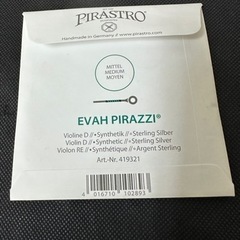 PIRASTRO
Handmade in Germany // www.pirastro.com
MITTEL
MEDIUM
MOYEN
EVAH PIRAZZI®
Violine D // • Synthetik // • Sterling Silber
Violin D // • Synthetic // • Sterling Silver
Violon RE // • Synthétique // • Argent Sterling
Art.-Nr. 419321
4 016710 102893